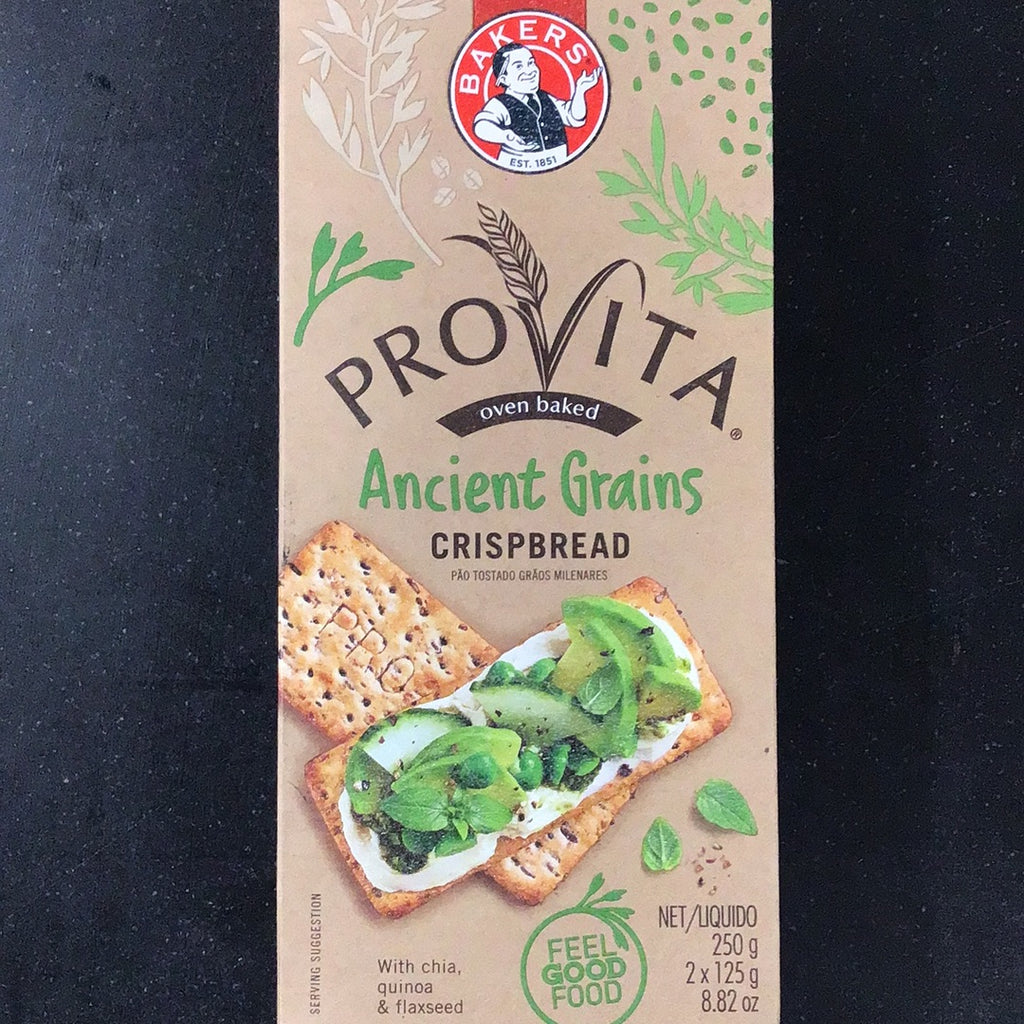 BAKERS
EST. 1851
PROVITA®
oven baked
Ancient Grains
CRISPBREAD
PÃO TOSTADO GRÃOS MILENARES
PRO
SERVING SUGGESTION
With chia,
quinoa
& flaxseed
FEEL
GOOD
FOOD
NET/LIQUIDO
250 g
2 x 125 g
8.82 oz